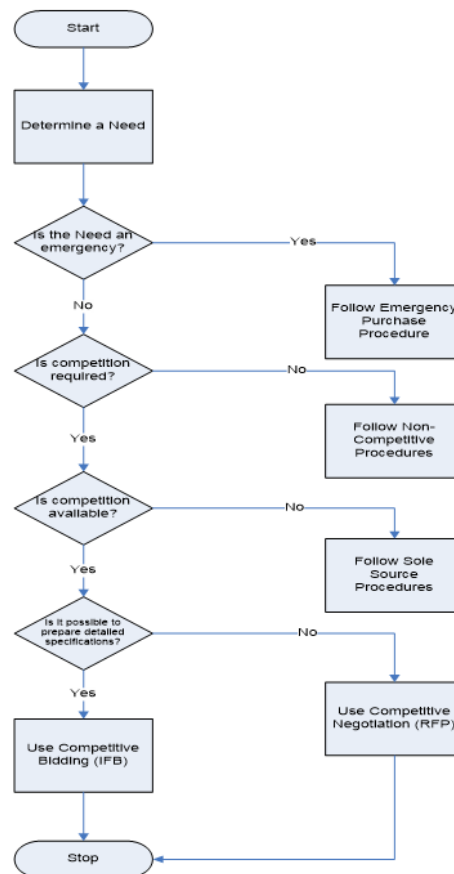 Start
Determine a Need
Is the Need an
emergency?
Yes
No
Follow Emergency
Purchase
Procedure
Is competition
required?
No
Yes
Follow Non-
Competitive
Procedures
Is competition
available?
No
Yes
Follow Sole
Source
Procedures
Is it possible to
prepare detailed
specifications?
No
Yes
Use Competitive
Negotiation (RFP)
Use Competitive
Bidding (IFB)
Stop